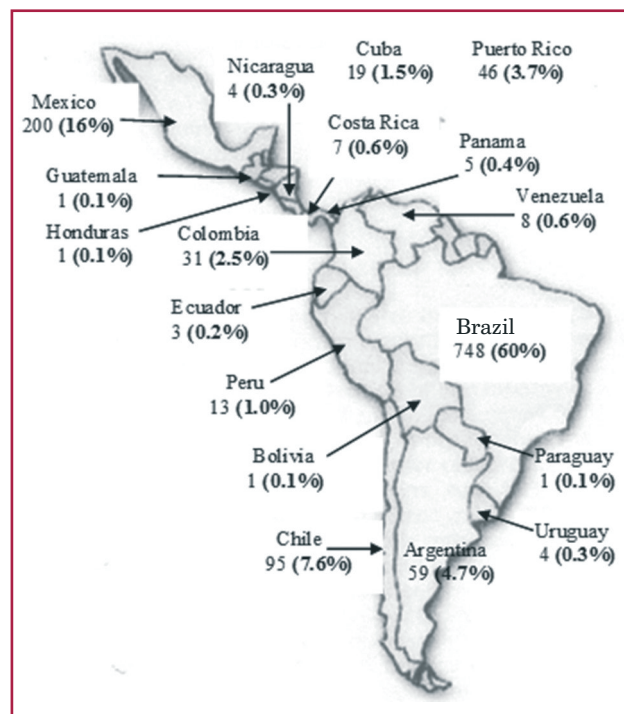 Cuba
19 (1.5%)
Puerto Rico
46 (3.7%)
Nicaragua
4 (0.3%)
Mexico
200 (16%)
Costa Rica
7 (0.6%)
Panama
5 (0.4%)
Guatemala
1 (0.1%)
Venezuela
8 (0.6%)
Honduras
1 (0.1%)
Colombia
31 (2.5%)
Ecuador
3 (0.2%)
Brazil
748 (60%)
Peru
13 (1.0%)
Bolivia
1 (0.1%)
Paraguay
1 (0.1%)
Chile
95 (7.6%)
Argentina
59 (4.7%)
Uruguay
4 (0.3%)